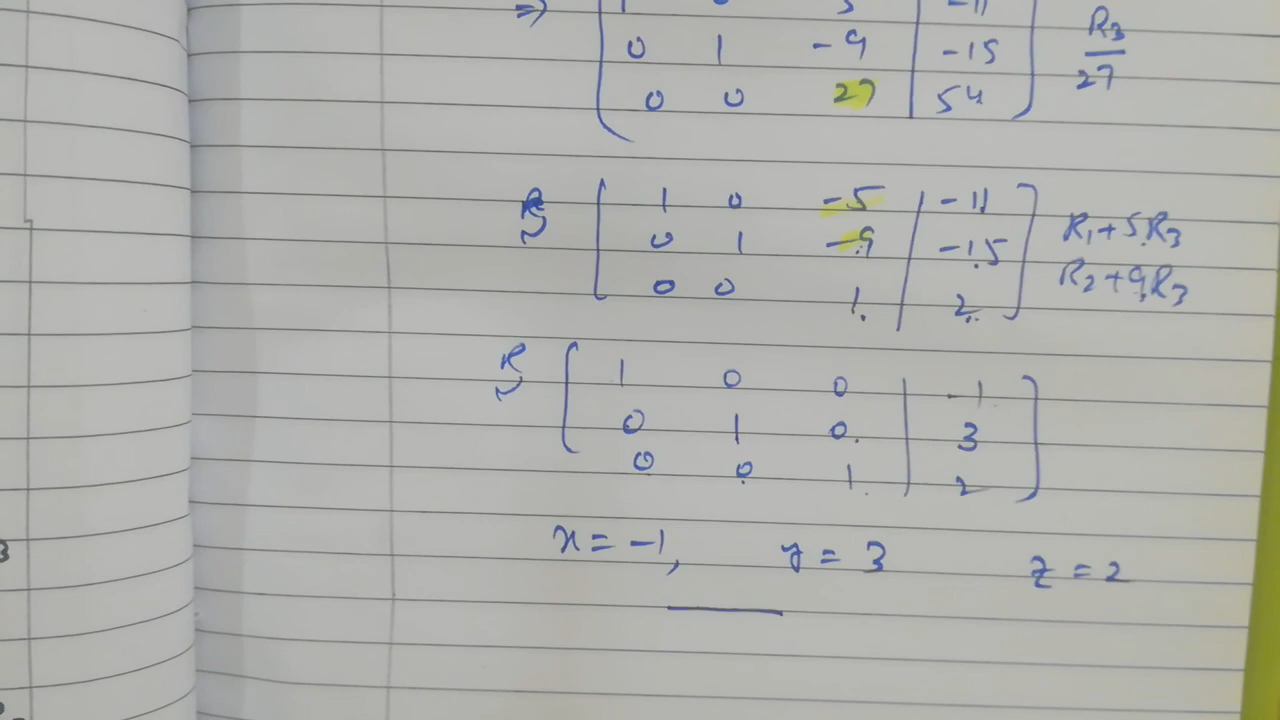 ⇒ -11
0 1 -9 | -15 R3/27
0 0 27 | 54
R ~ [ 1 0 -5 | -11 ] R1+5R3
0 1 -9 | -15
R2+9R3
0 0 1 | 2
R ~ [ 1 0 0 | -1 ]
0 1 0 | 3
0 0 1 | 2
x = -1, y = 3 z = 2